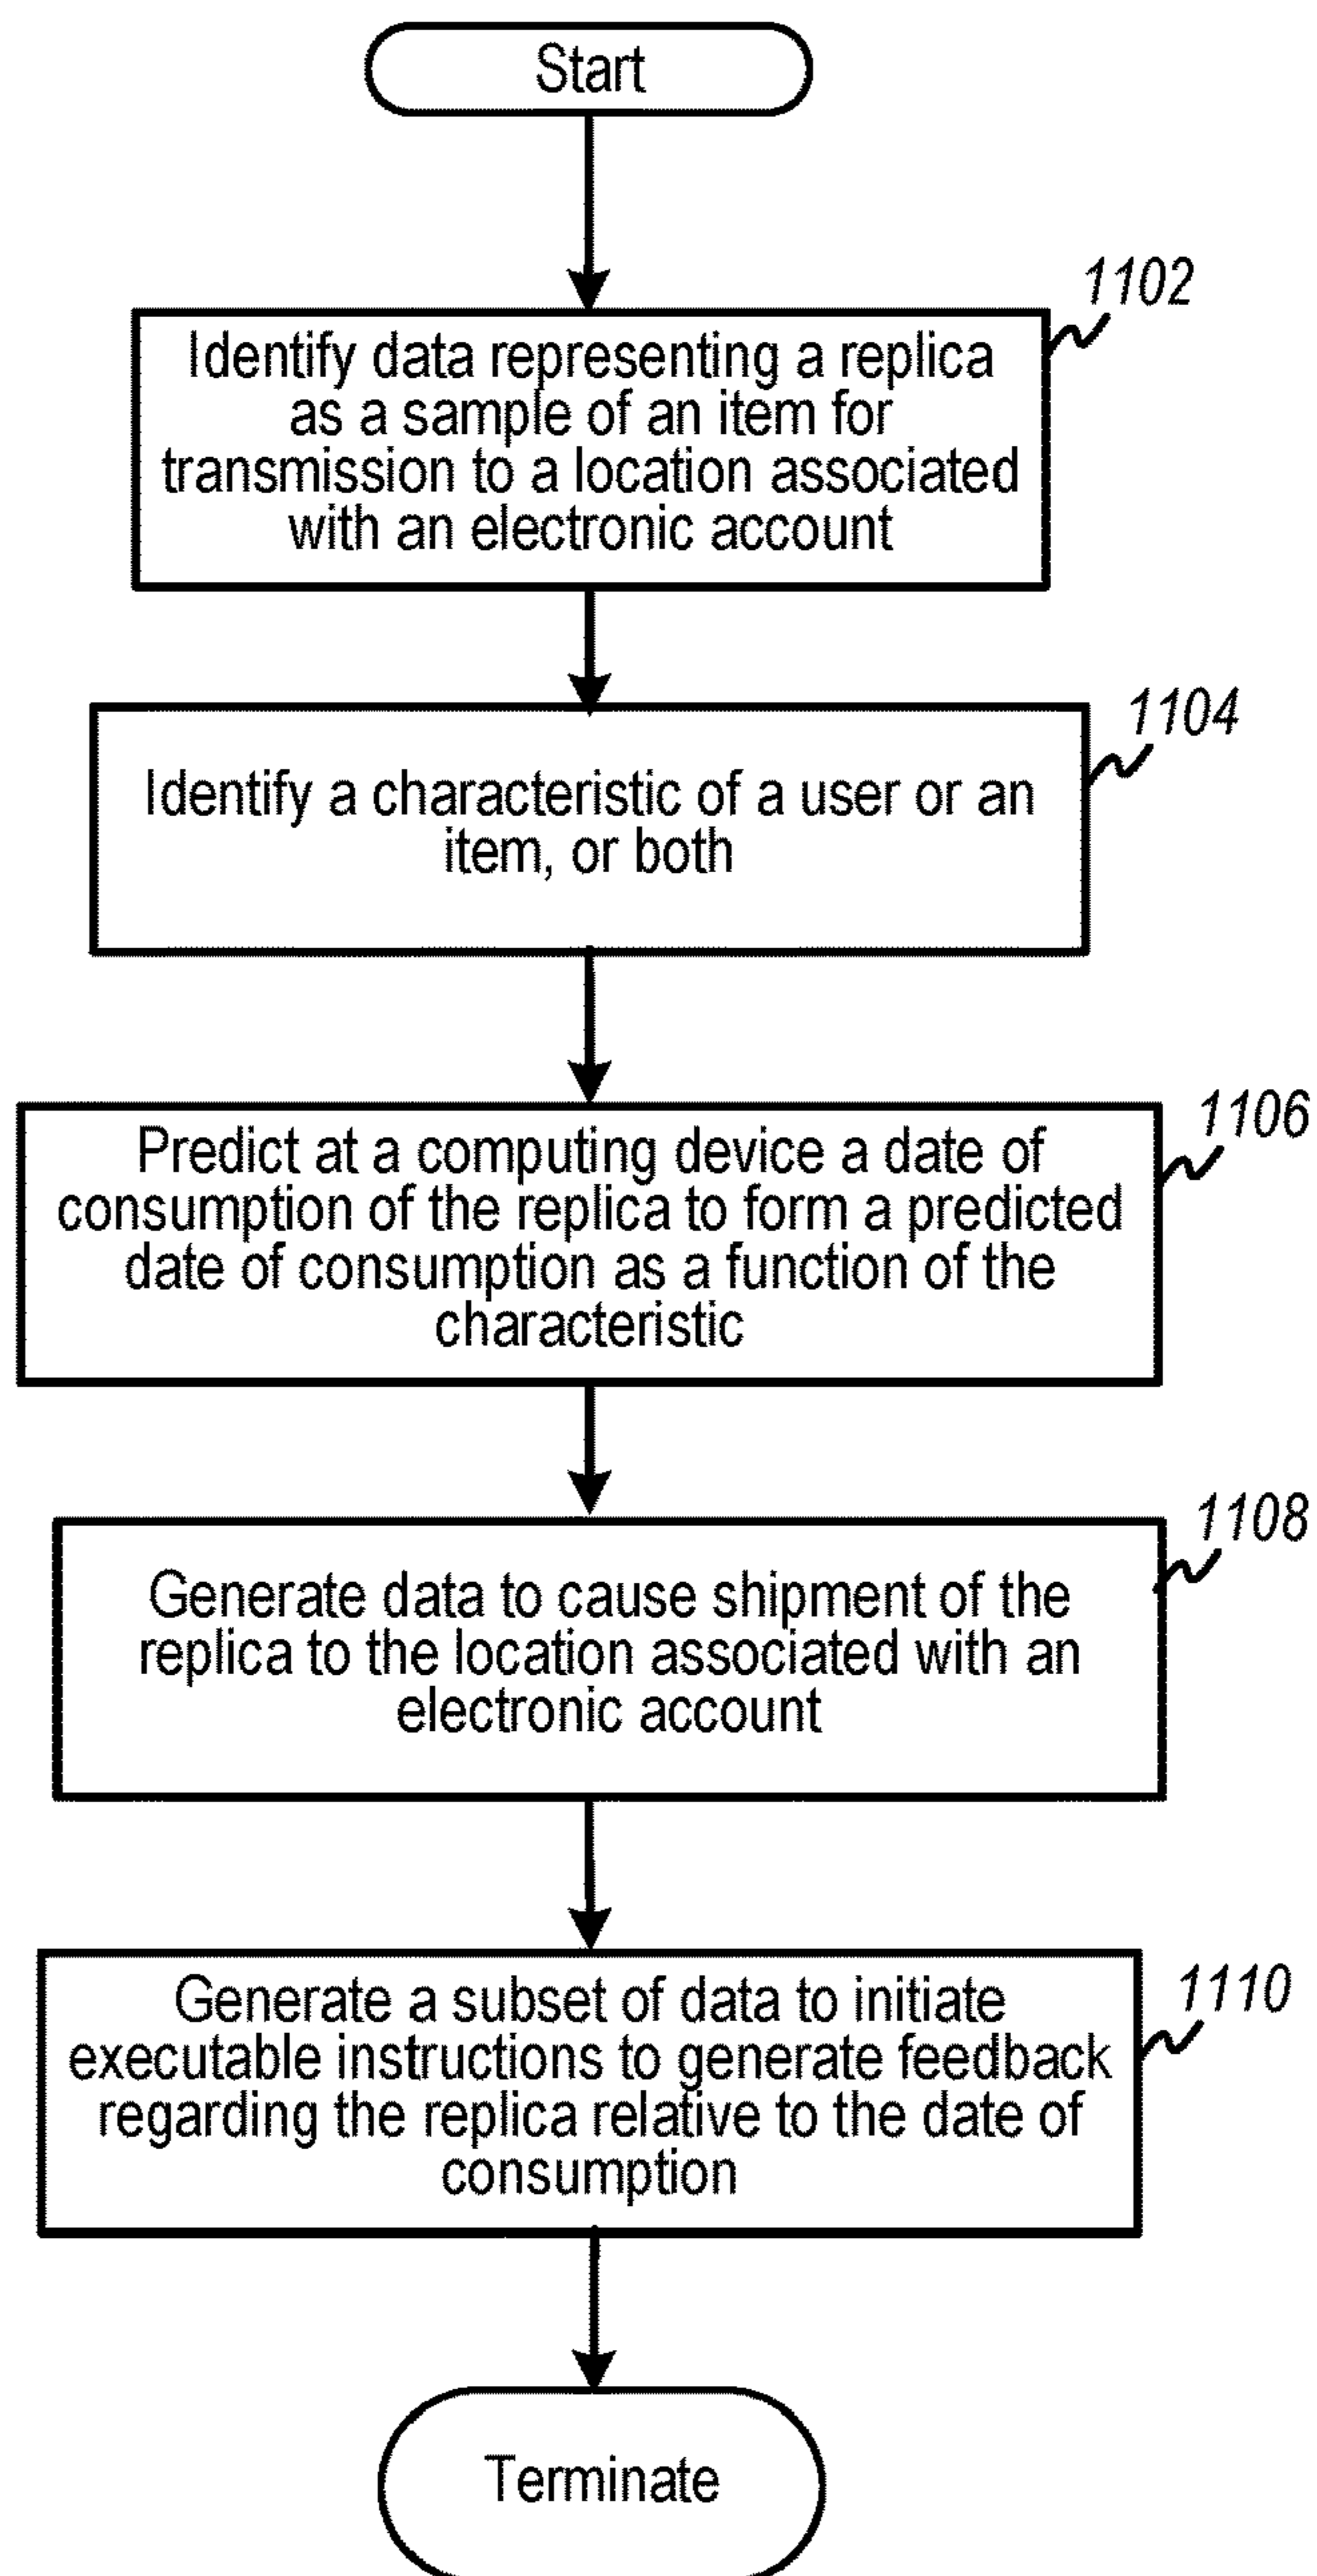 Start
1102
Identify data representing a replica
as a sample of an item for
transmission to a location associated
with an electronic account
1104
Identify a characteristic of a user or an
item, or both
1106
Predict at a computing device a date of
consumption of the replica to form a predicted
date of consumption as a function of the
characteristic
1108
Generate data to cause shipment of the
replica to the location associated with an
electronic account
1110
Generate a subset of data to initiate
executable instructions to generate feedback
regarding the replica relative to the date of
consumption
Terminate